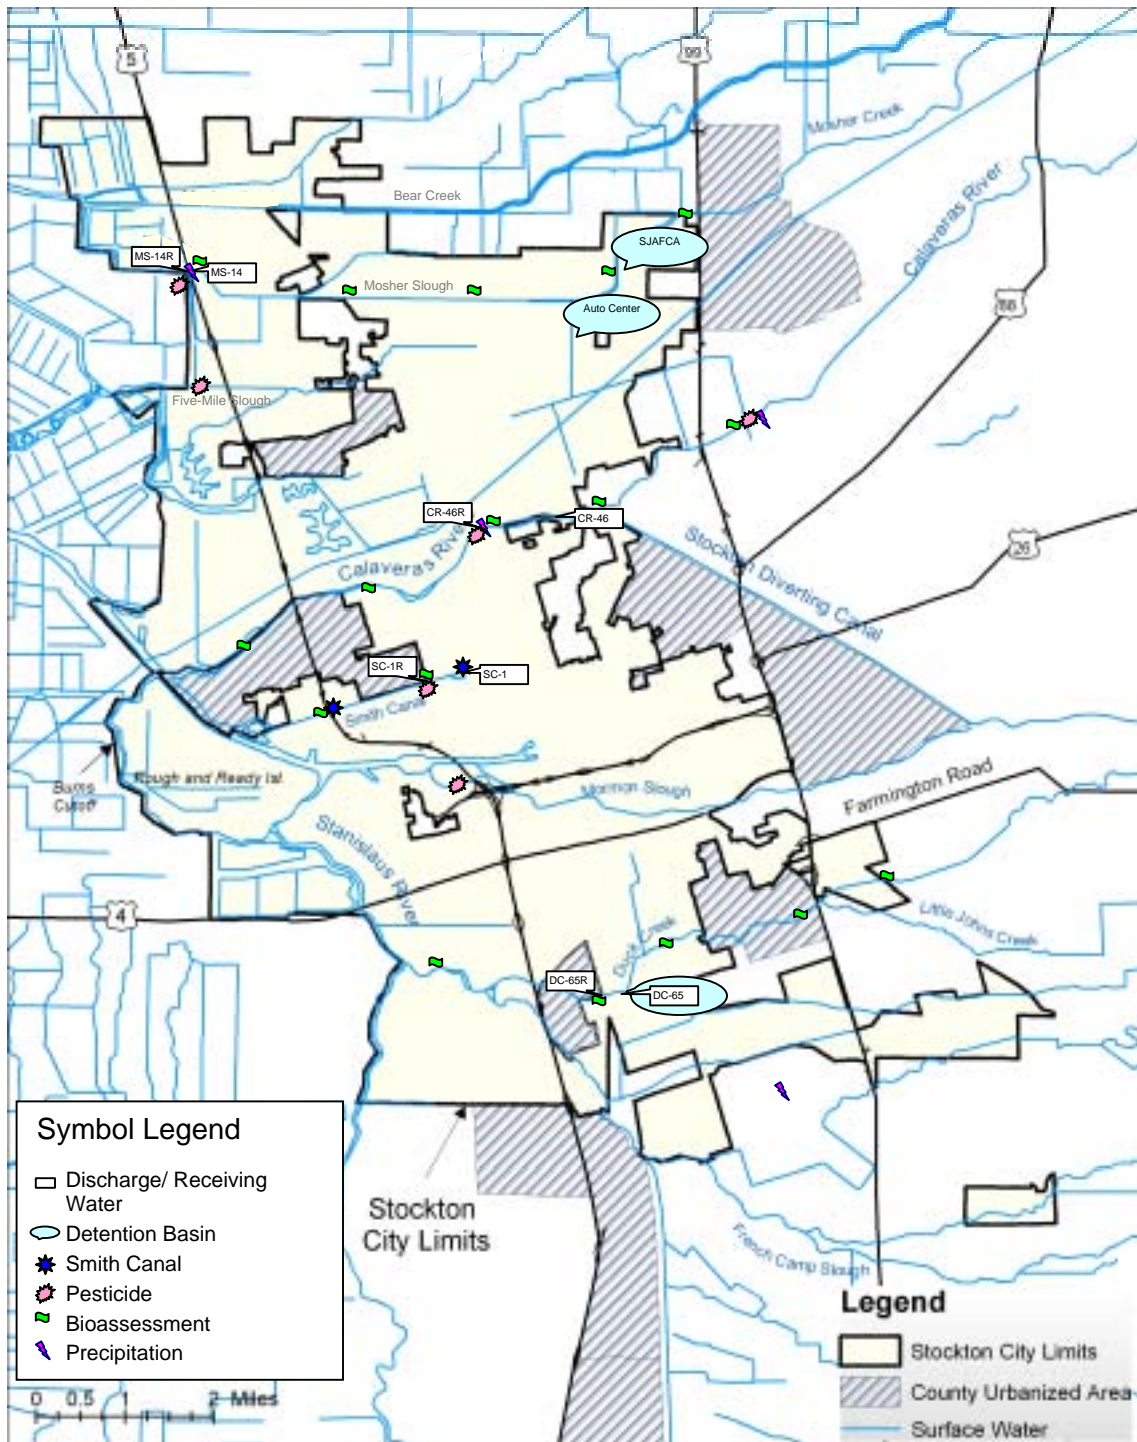 5
99
Mosher Creek
Bear Creek
Calaveras River
SJAFCA
MS-14R
MS-14
Mosher Slough
88
Auto Center
Five-Mile Slough
CR-46R
CR-46
Calaveras River
Stockton Diverting Canal
26
SC-1R
SC-1
Smith Canal
Rough and Ready Isl.
Burns
Cutoff
Mormon Slough
Farmington Road
Stanislaus
River
4
Little Johns Creek
Duck Creek
DC-65R
DC-65
Symbol Legend
Discharge/ Receiving
Water
Detention Basin
Smith Canal
Pesticide
Bioassessment
Precipitation
0 0.5 1 2 Miles
Stockton
City Limits
French Camp Slough
Legend
Stockton City Limits
County Urbanized Area
Surface Water